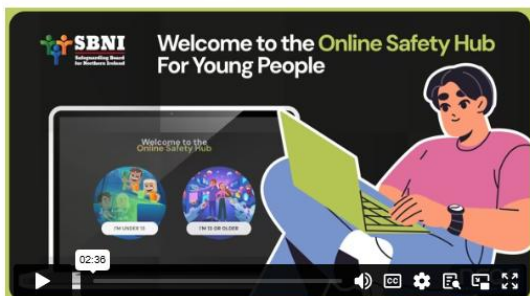 SBNI
Safeguarding Board
for Northern Ireland
Welcome to the Online Safety Hub
For Young People
Welcome to the
Online Safety Hub
I'M UNDER 13
I'M 13 OR OLDER
02:36
CC